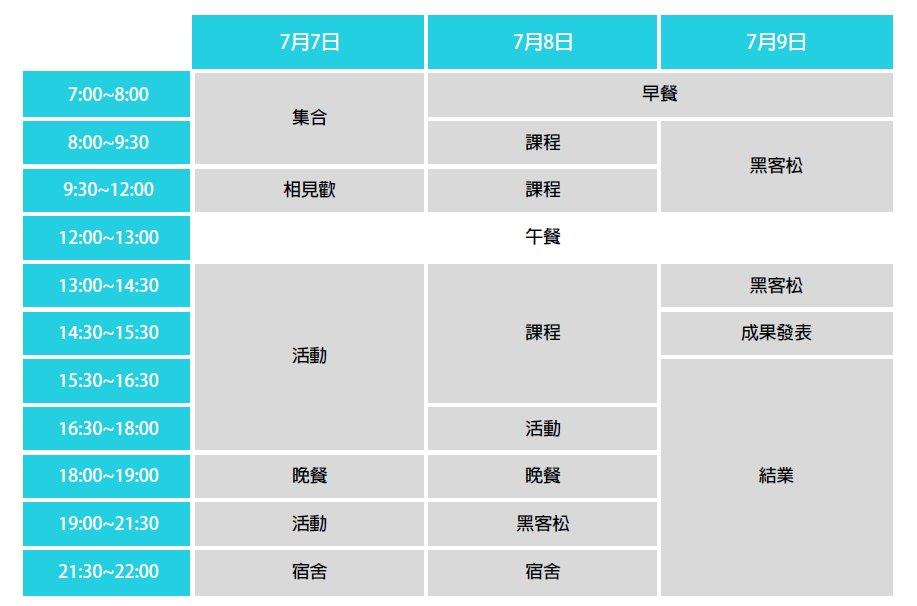 7月7日 7月8日 7月9日
7:00~8:00 集合 早餐
8:00~9:30 課程 黑客松
9:30~12:00 相見歡 課程
12:00~13:00 午餐
13:00~14:30 活動 課程 黑客松
14:30~15:30 成果發表
15:30~16:30 結業
16:30~18:00 活動
18:00~19:00 晚餐 晚餐
19:00~21:30 活動 黑客松
21:30~22:00 宿舍 宿舍